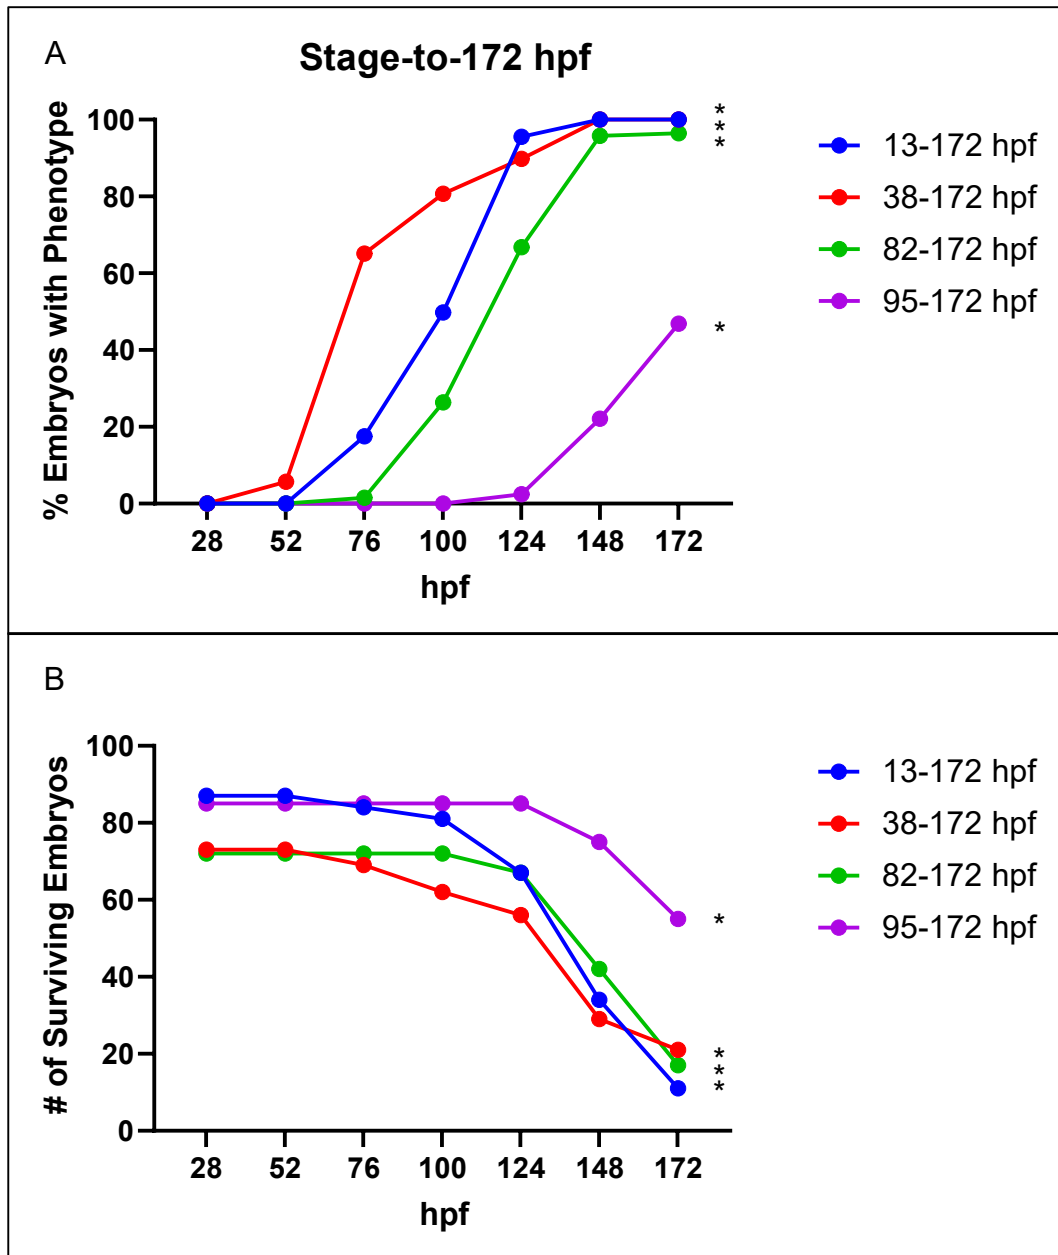 A
Stage-to-172 hpf
% Embryos with Phenotype
100
80
60
40
20
0
28 52 76 100 124 148 172
hpf
*
*
*
*
13-172 hpf
38-172 hpf
82-172 hpf
95-172 hpf
B
# of Surviving Embryos
100
80
60
40
20
0
28 52 76 100 124 148 172
hpf
*
*
*
*
13-172 hpf
38-172 hpf
82-172 hpf
95-172 hpf